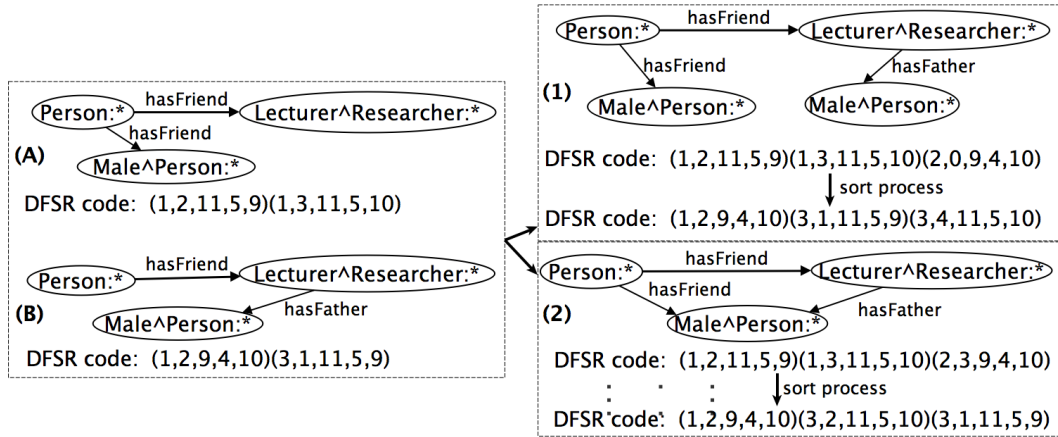 Person:*
hasFriend
Lecturer^Researcher:*
hasFriend
(A)
Male^Person:*
DFSR code: (1,2,11,5,9)(1,3,11,5,10)
Person:*
hasFriend
Lecturer^Researcher:*
hasFather
(B)
Male^Person:*
DFSR code: (1,2,9,4,10)(3,1,11,5,9)
Person:*
hasFriend
Lecturer^Researcher:*
hasFriend
hasFather
(1)
Male^Person:*
Male^Person:*
DFSR code: (1,2,11,5,9)(1,3,11,5,10)(2,0,9,4,10)
sort process
DFSR code: (1,2,9,4,10)(3,1,11,5,9)(3,4,11,5,10)
Person:*
hasFriend
Lecturer^Researcher:*
hasFriend
hasFather
(2)
Male^Person:*
DFSR code: (1,2,11,5,9)(1,3,11,5,10)(2,3,9,4,10)
sort process
DFSR code: (1,2,9,4,10)(3,2,11,5,10)(3,1,11,5,9)